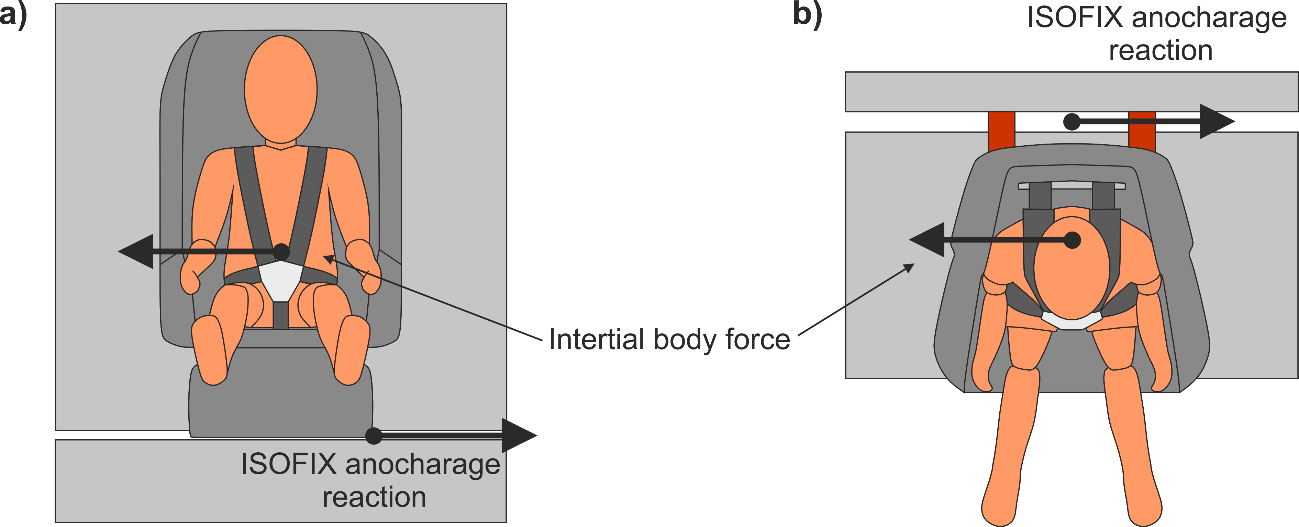 a)
ISOFIX anocharage
reaction
Intertial body force
b)
ISOFIX anocharage
reaction